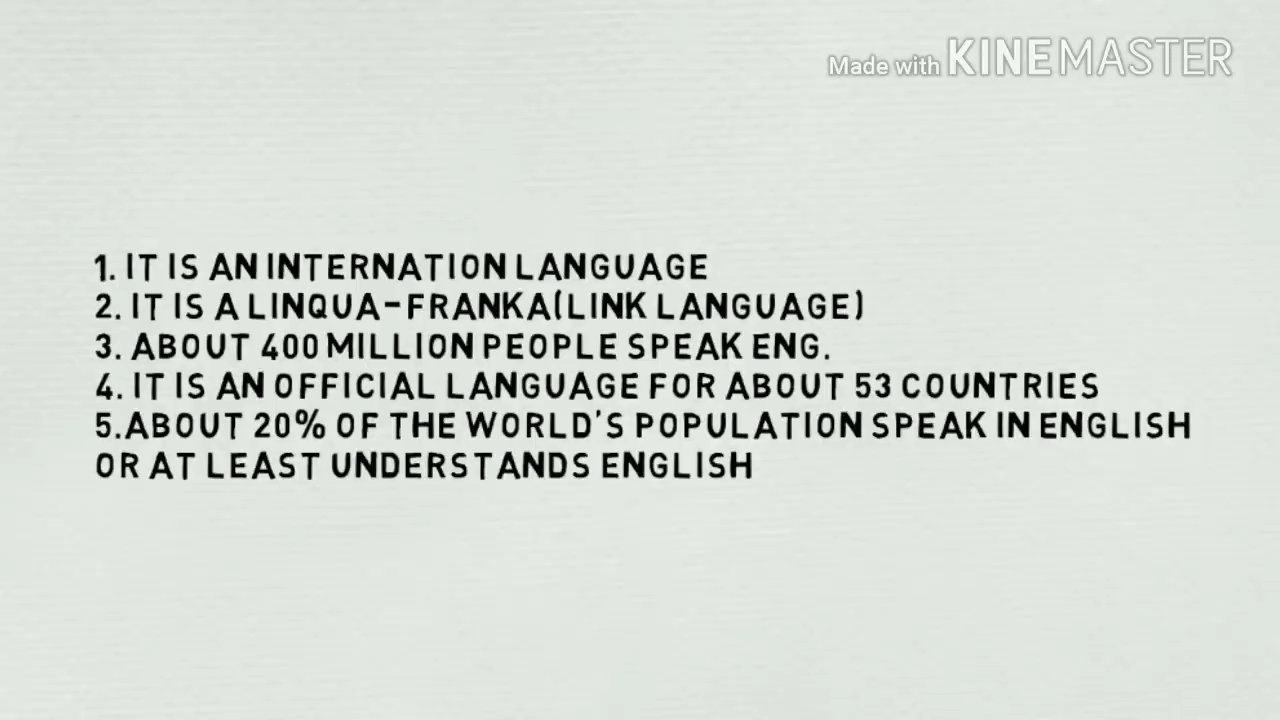 Made with KINEMASTER
1. IT IS AN INTERNATION LANGUAGE
2. IT IS A LINQUA-FRANKA(LINK LANGUAGE)
3. ABOUT 400 MILLION PEOPLE SPEAK ENG.
4. IT IS AN OFFICIAL LANGUAGE FOR ABOUT 53 COUNTRIES
5.ABOUT 20% OF THE WORLD'S POPULATION SPEAK IN ENGLISH
OR AT LEAST UNDERSTANDS ENGLISH